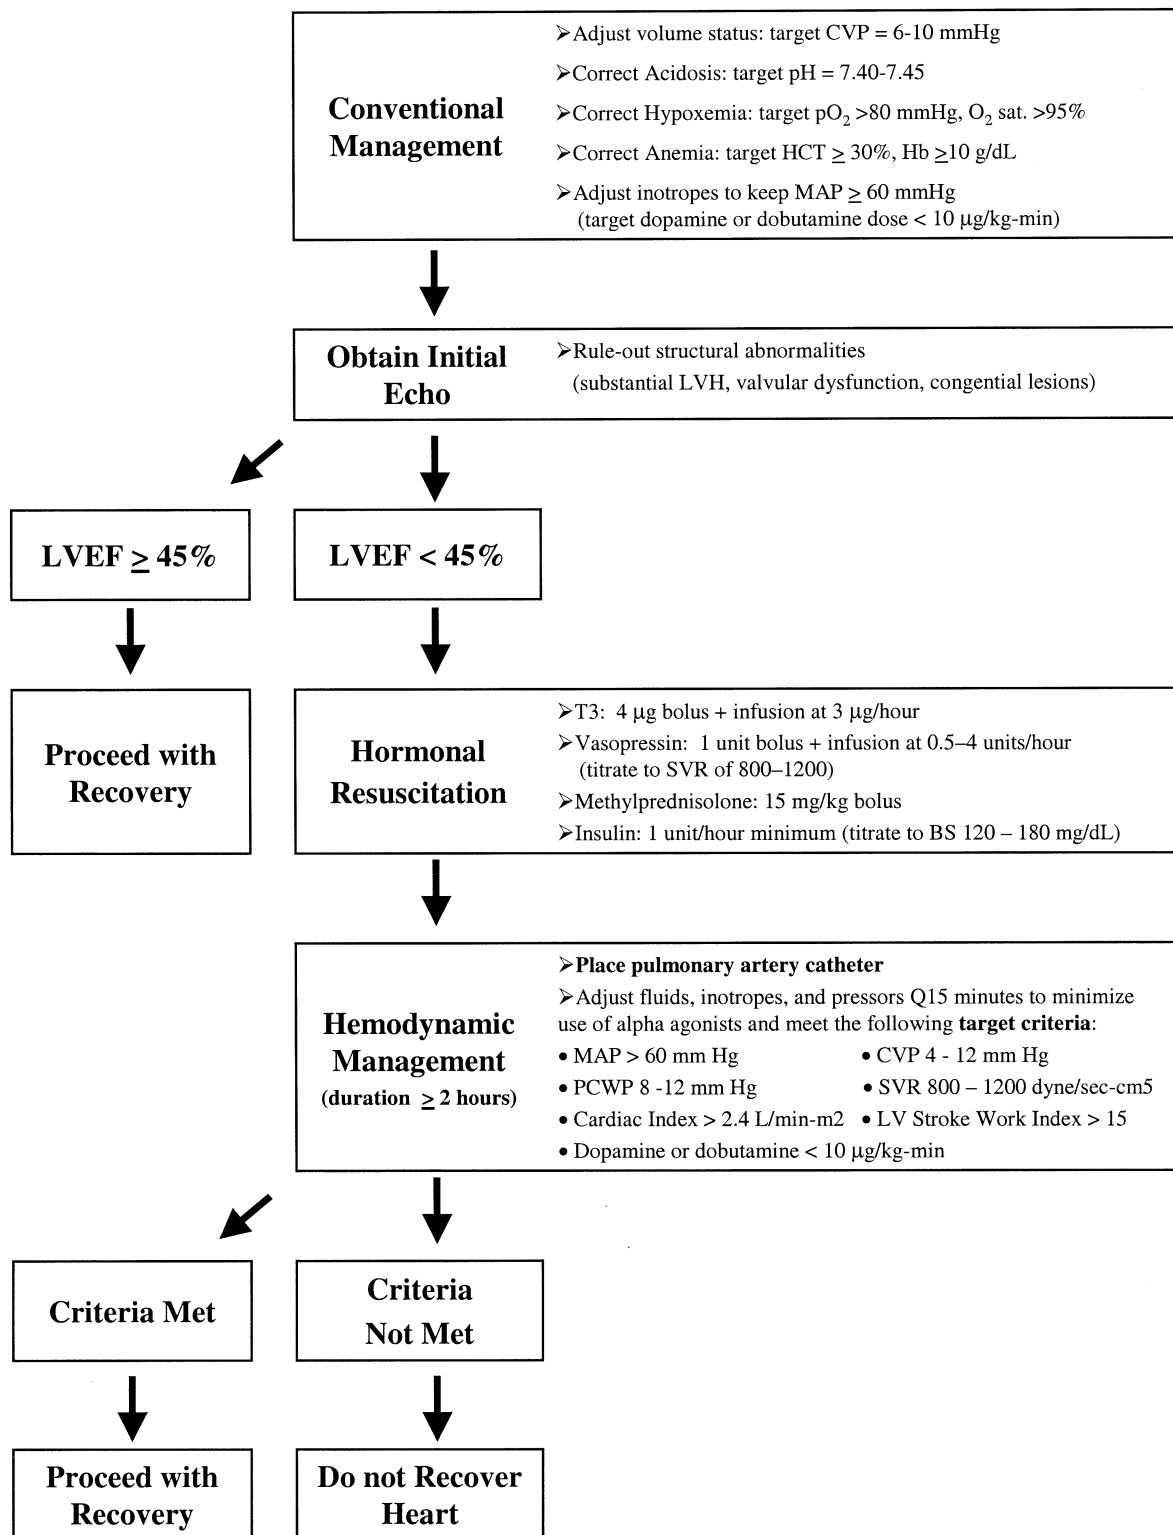 Conventional
Management
➢Adjust volume status: target CVP = 6-10 mmHg
➢Correct Acidosis: target pH = 7.40-7.45
➢Correct Hypoxemia: target pO₂ >80 mmHg, O₂ sat. >95%
➢Correct Anemia: target HCT ≥ 30%, Hb ≥10 g/dL
➢Adjust inotropes to keep MAP ≥ 60 mmHg
(target dopamine or dobutamine dose < 10 μg/kg-min)
Obtain Initial
Echo
➢Rule-out structural abnormalities
(substantial LVH, valvular dysfunction, congential lesions)
LVEF ≥ 45%
LVEF < 45%
Proceed with
Recovery
Hormonal
Resuscitation
➢T3: 4 μg bolus + infusion at 3 μg/hour
➢Vasopressin: 1 unit bolus + infusion at 0.5–4 units/hour
(titrate to SVR of 800–1200)
➢Methylprednisolone: 15 mg/kg bolus
➢Insulin: 1 unit/hour minimum (titrate to BS 120 – 180 mg/dL)
Hemodynamic
Management
(duration ≥ 2 hours)
➢Place pulmonary artery catheter
➢Adjust fluids, inotropes, and pressors Q15 minutes to minimize
use of alpha agonists and meet the following target criteria:
• MAP > 60 mm Hg • CVP 4 - 12 mm Hg
• PCWP 8 -12 mm Hg • SVR 800 – 1200 dyne/sec-cm5
• Cardiac Index > 2.4 L/min-m2 • LV Stroke Work Index > 15
• Dopamine or dobutamine < 10 μg/kg-min
Criteria Met
Criteria
Not Met
Proceed with
Recovery
Do not Recover
Heart